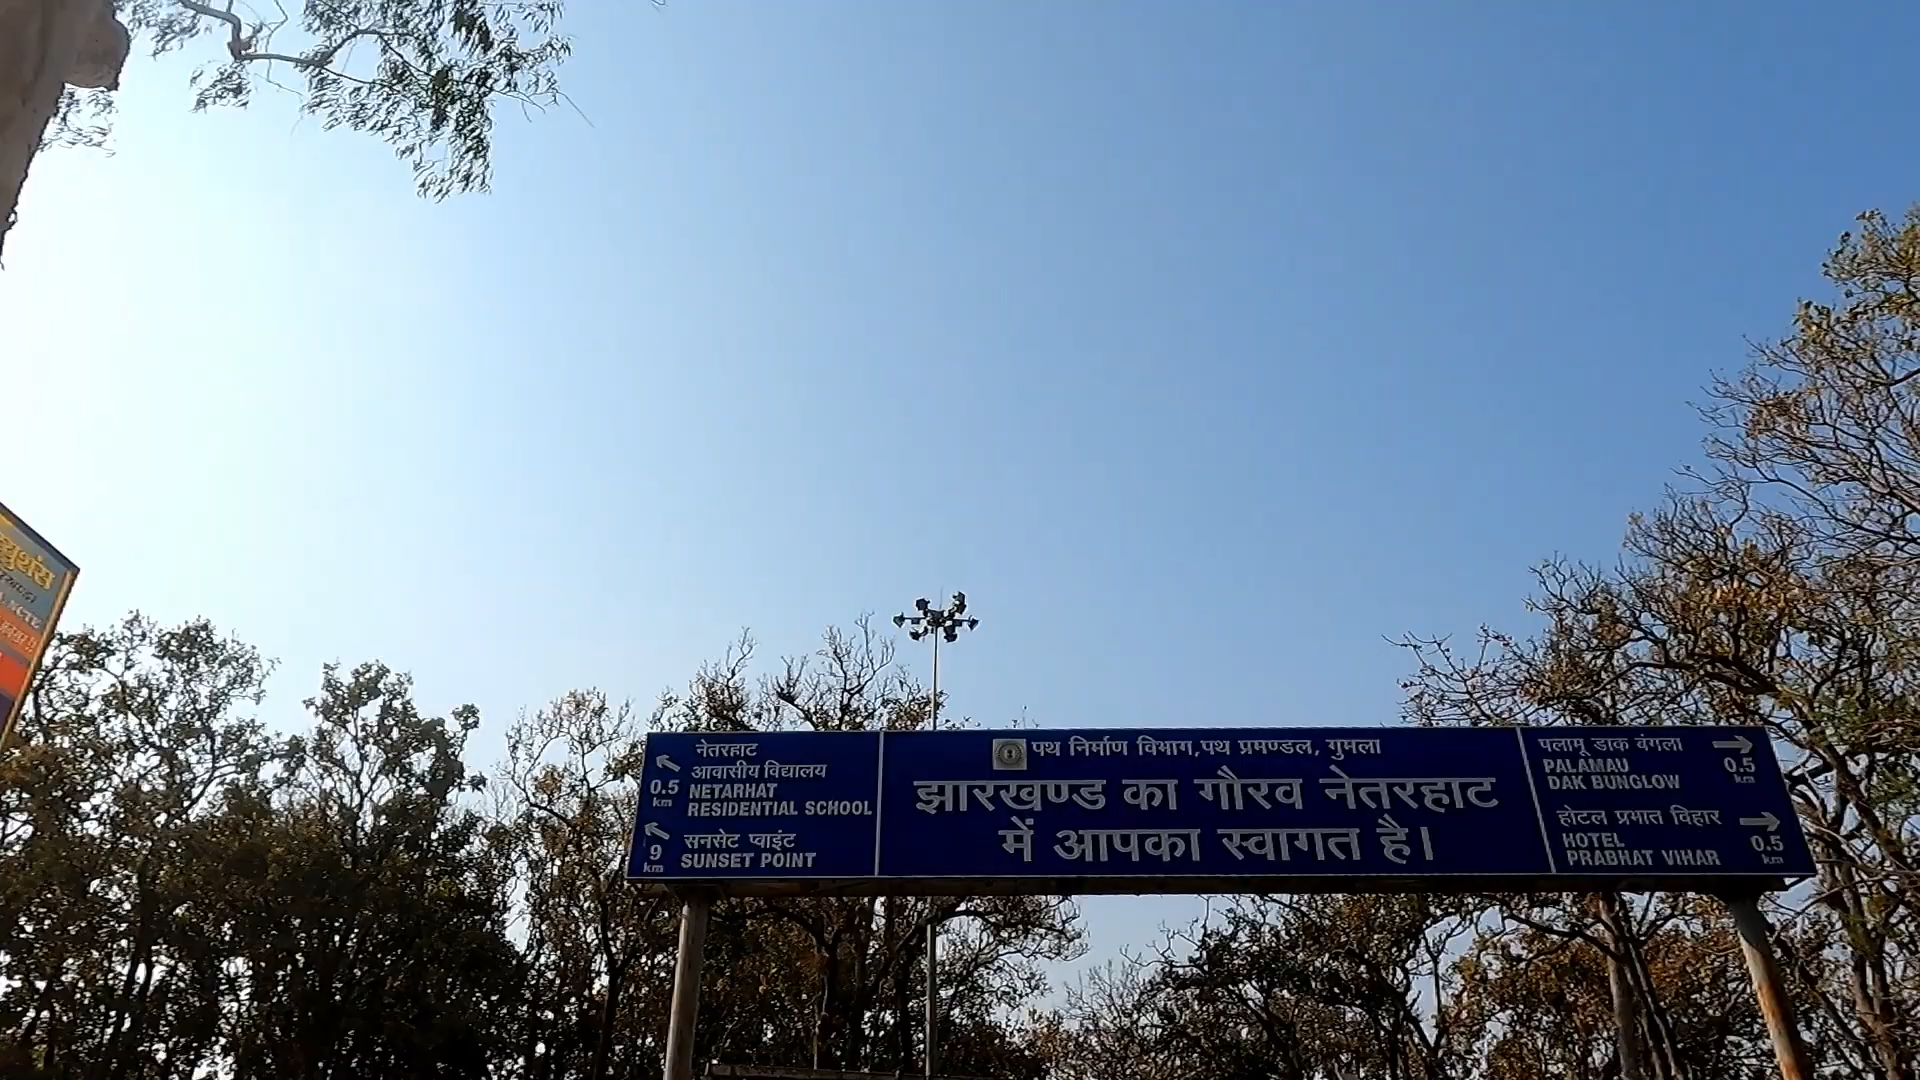 नेतरहाट
आवासीय विद्यालय
NETARHAT
RESIDENTIAL SCHOOL
0.5
km
सनसेट प्वाइंट
SUNSET POINT
9
km
पथ निर्माण विभाग,पथ प्रमण्डल, गुमला
झारखण्ड का गौरव नेतरहाट
में आपका स्वागत है।
पलामू डाक बंगला
PALAMAU
DAK BUNGLOW
0.5
km
होटल प्रभात विहार
HOTEL
PRABHAT VIHAR
0.5
km